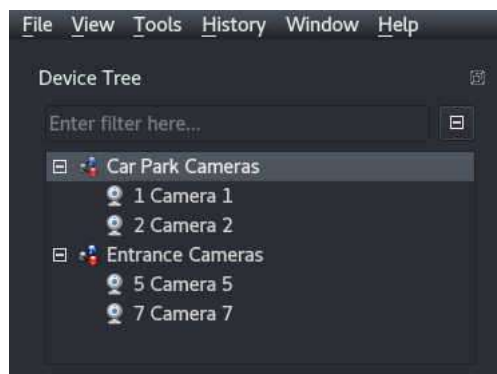 File View Tools History Window Help
Device Tree
Enter filter here...
Car Park Cameras
1 Camera 1
2 Camera 2
Entrance Cameras
5 Camera 5
7 Camera 7